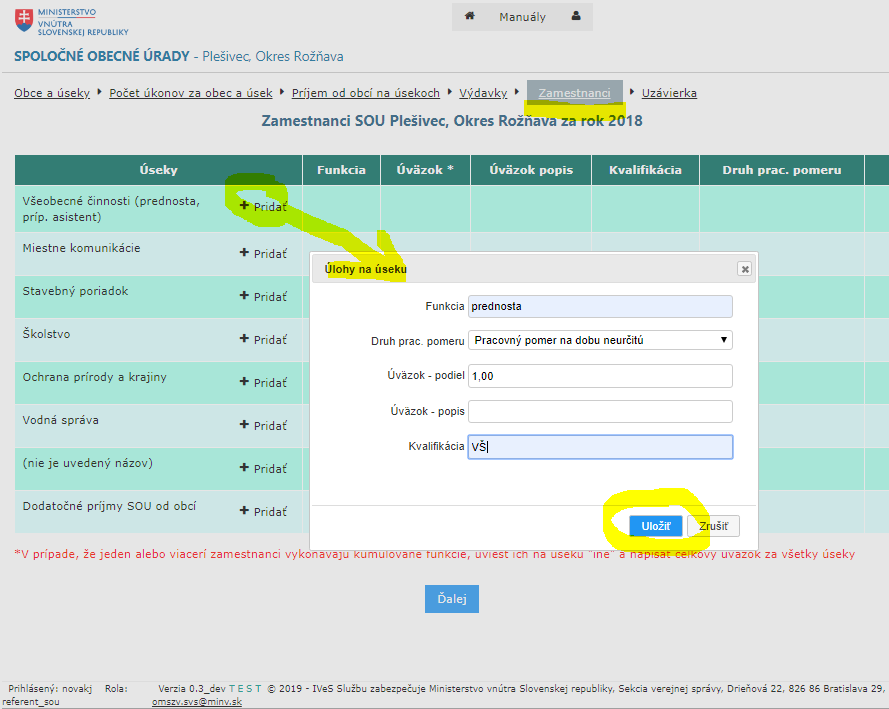 MINISTERSTVO
VNÚTRA
SLOVENSKEJ REPUBLIKY
Manuály
SPOLOČNÉ OBECNÉ ÚRADY - Plešivec, Okres Rožňava
Obce a úseky Počet úkonov za obec a úsek Príjem od obcí na úsekoch Výdavky Zamestnanci Uzávierka
Zamestnanci SOU Plešivec, Okres Rožňava za rok 2018
Úseky Funkcia Úväzok * Úväzok popis Kvalifikácia Druh prac. pomeru
Všeobecné činnosti (prednosta,
príp. asistent)
+ Pridať
Miestne komunikácie + Pridať
Stavebný poriadok + Pridať
Školstvo + Pridať
Ochrana prírody a krajiny + Pridať
Vodná správa + Pridať
(nie je uvedený názov) + Pridať
Dodatočné príjmy SOU od obcí + Pridať
Úlohy na úseku
Funkcia prednosta
Druh prac. pomeru Pracovný pomer na dobu neurčitú
Úväzok - podiel 1,00
Úväzok - popis
Kvalifikácia VŠ
Uložiť Zrušiť
*V prípade, že jeden alebo viacerí zamestnanci vykonávajú kumulované funkcie, uviesť ich na úseku "iné" a napísať celkový úväzok za všetky úseky
Ďalej
Prihlásený: novakj Rola: Verzia 0.3_dev T E S T © 2019 - IVeS Službu zabezpečuje Ministerstvo vnútra Slovenskej republiky, Sekcia verejnej správy, Drieňová 22, 826 86 Bratislava 29,
referent_sou omszv.svs@minv.sk